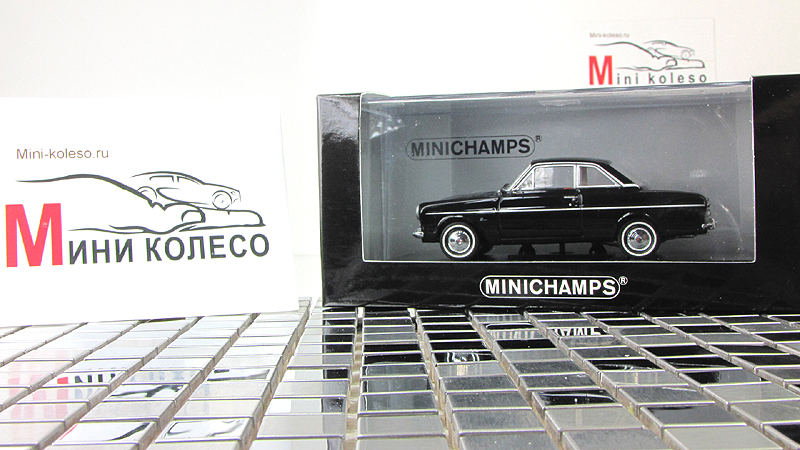 Mini-koleso.ru
Мини колесо
Mini-koleso.ru
Mini koleso
MINICHAMPS®
MINICHAMPS®